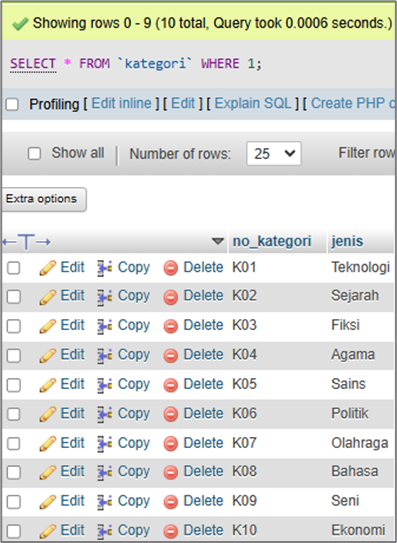 Showing rows 0 - 9 (10 total, Query took 0.0006 seconds.)
SELECT * FROM `kategori` WHERE 1;
Profiling [ Edit inline ] [ Edit ] [ Explain SQL ] [ Create PHP
Show all Number of rows: 25 Filter row
Extra options
←T→ no_kategori jenis
Edit Copy Delete K01 Teknologi
Edit Copy Delete K02 Sejarah
Edit Copy Delete K03 Fiksi
Edit Copy Delete K04 Agama
Edit Copy Delete K05 Sains
Edit Copy Delete K06 Politik
Edit Copy Delete K07 Olahraga
Edit Copy Delete K08 Bahasa
Edit Copy Delete K09 Seni
Edit Copy Delete K10 Ekonomi